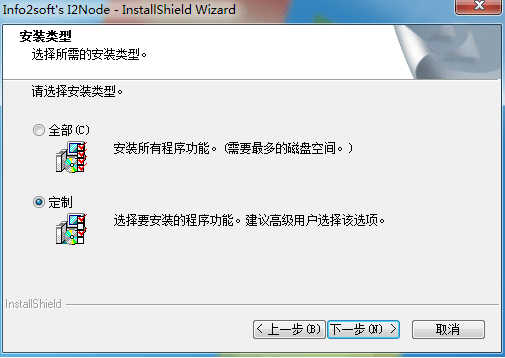 Info2soft's I2Node - InstallShield Wizard
安装类型
选择所需的安装类型。
请选择安装类型。
全部(C)
安装所有程序功能。(需要最多的磁盘空间。)
定制
选择要安装的程序功能。建议高级用户选择该选项。
InstallShield
< 上一步(B) 下一步(N) > 取消